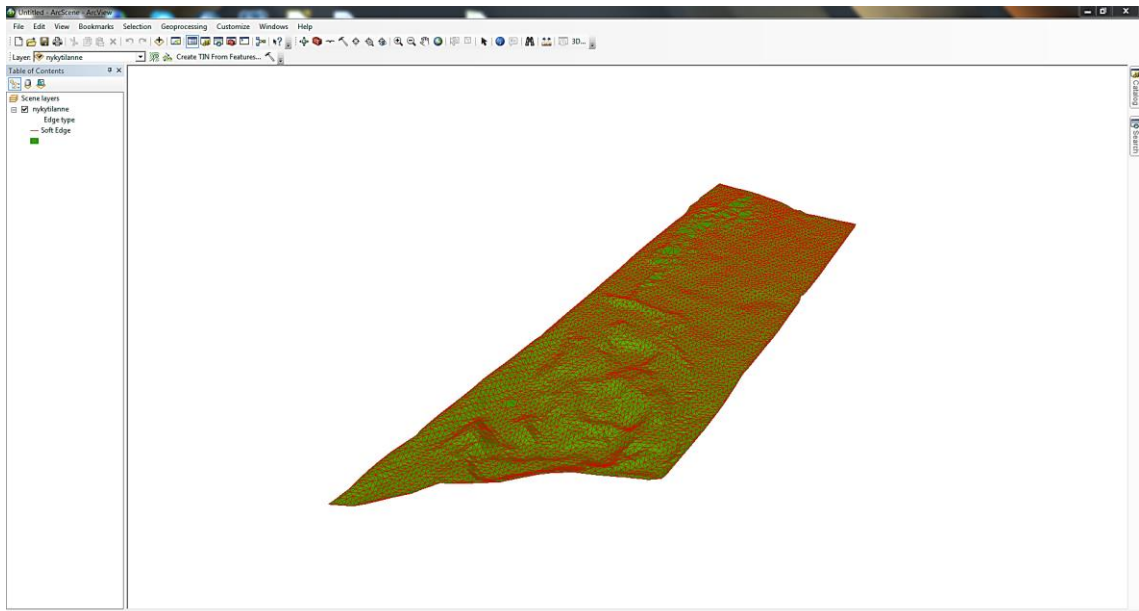 Untitled - ArcScene - ArcView
File Edit View Bookmarks Selection Geoprocessing Customize Windows Help
3D...
Layer: nykytilanne Create TIN From Features...
Table of Contents
Scene layers
nykytilanne
Edge type
Soft Edge
Catalog
Search